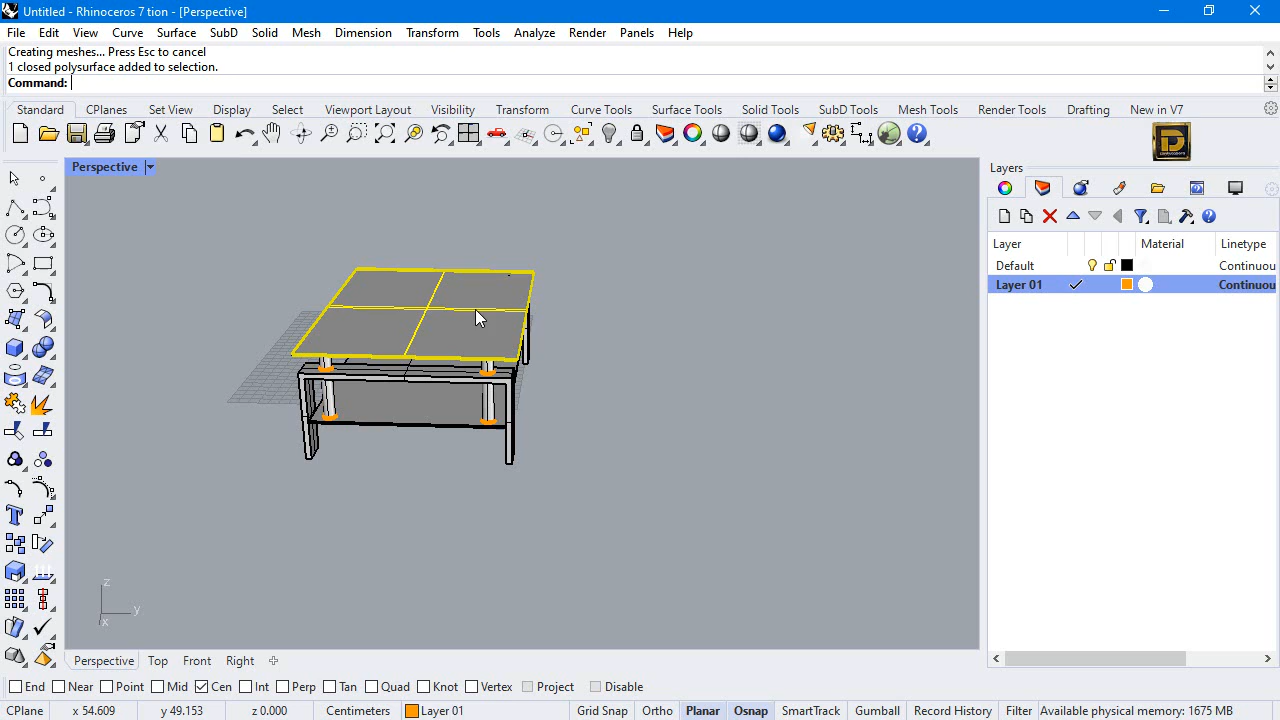 Untitled - Rhinoceros 7 tion - [Perspective]
File Edit View Curve Surface SubD Solid Mesh Dimension Transform Tools Analyze Render Panels Help
Creating meshes... Press Esc to cancel
1 closed polysurface added to selection.
Command:
Standard CPlanes Set View Display Select Viewport Layout Visibility Transform Curve Tools Surface Tools Solid Tools SubD Tools Mesh Tools Render Tools Drafting New in V7
Perspective
Layers
Layer Material Linetype
Default Continuou
Layer 01 Continuou
z
y
x
Perspective Top Front Right
End Near Point Mid Cen Int Perp Tan Quad Knot Vertex Project Disable
CPlane x 54.609 y 49.153 z 0.000 Centimeters Layer 01 Grid Snap Ortho Planar Osnap SmartTrack Gumball Record History Filter Available physical memory: 1675 MB